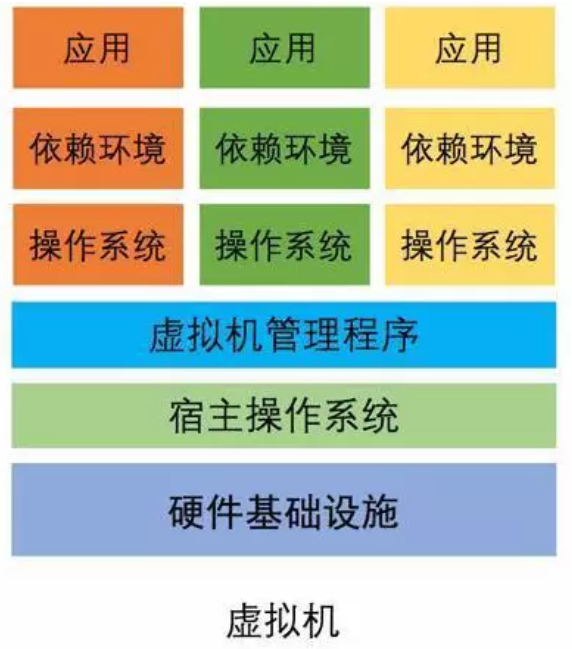 应用 应用 应用
依赖环境 依赖环境 依赖环境
操作系统 操作系统 操作系统
虚拟机管理程序
宿主操作系统
硬件基础设施
虚拟机